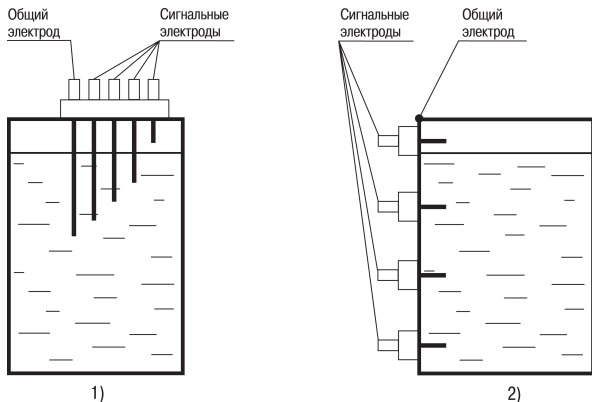 Общий
электрод
Сигнальные
электроды
Сигнальные
электроды
Общий
электрод
1)
2)